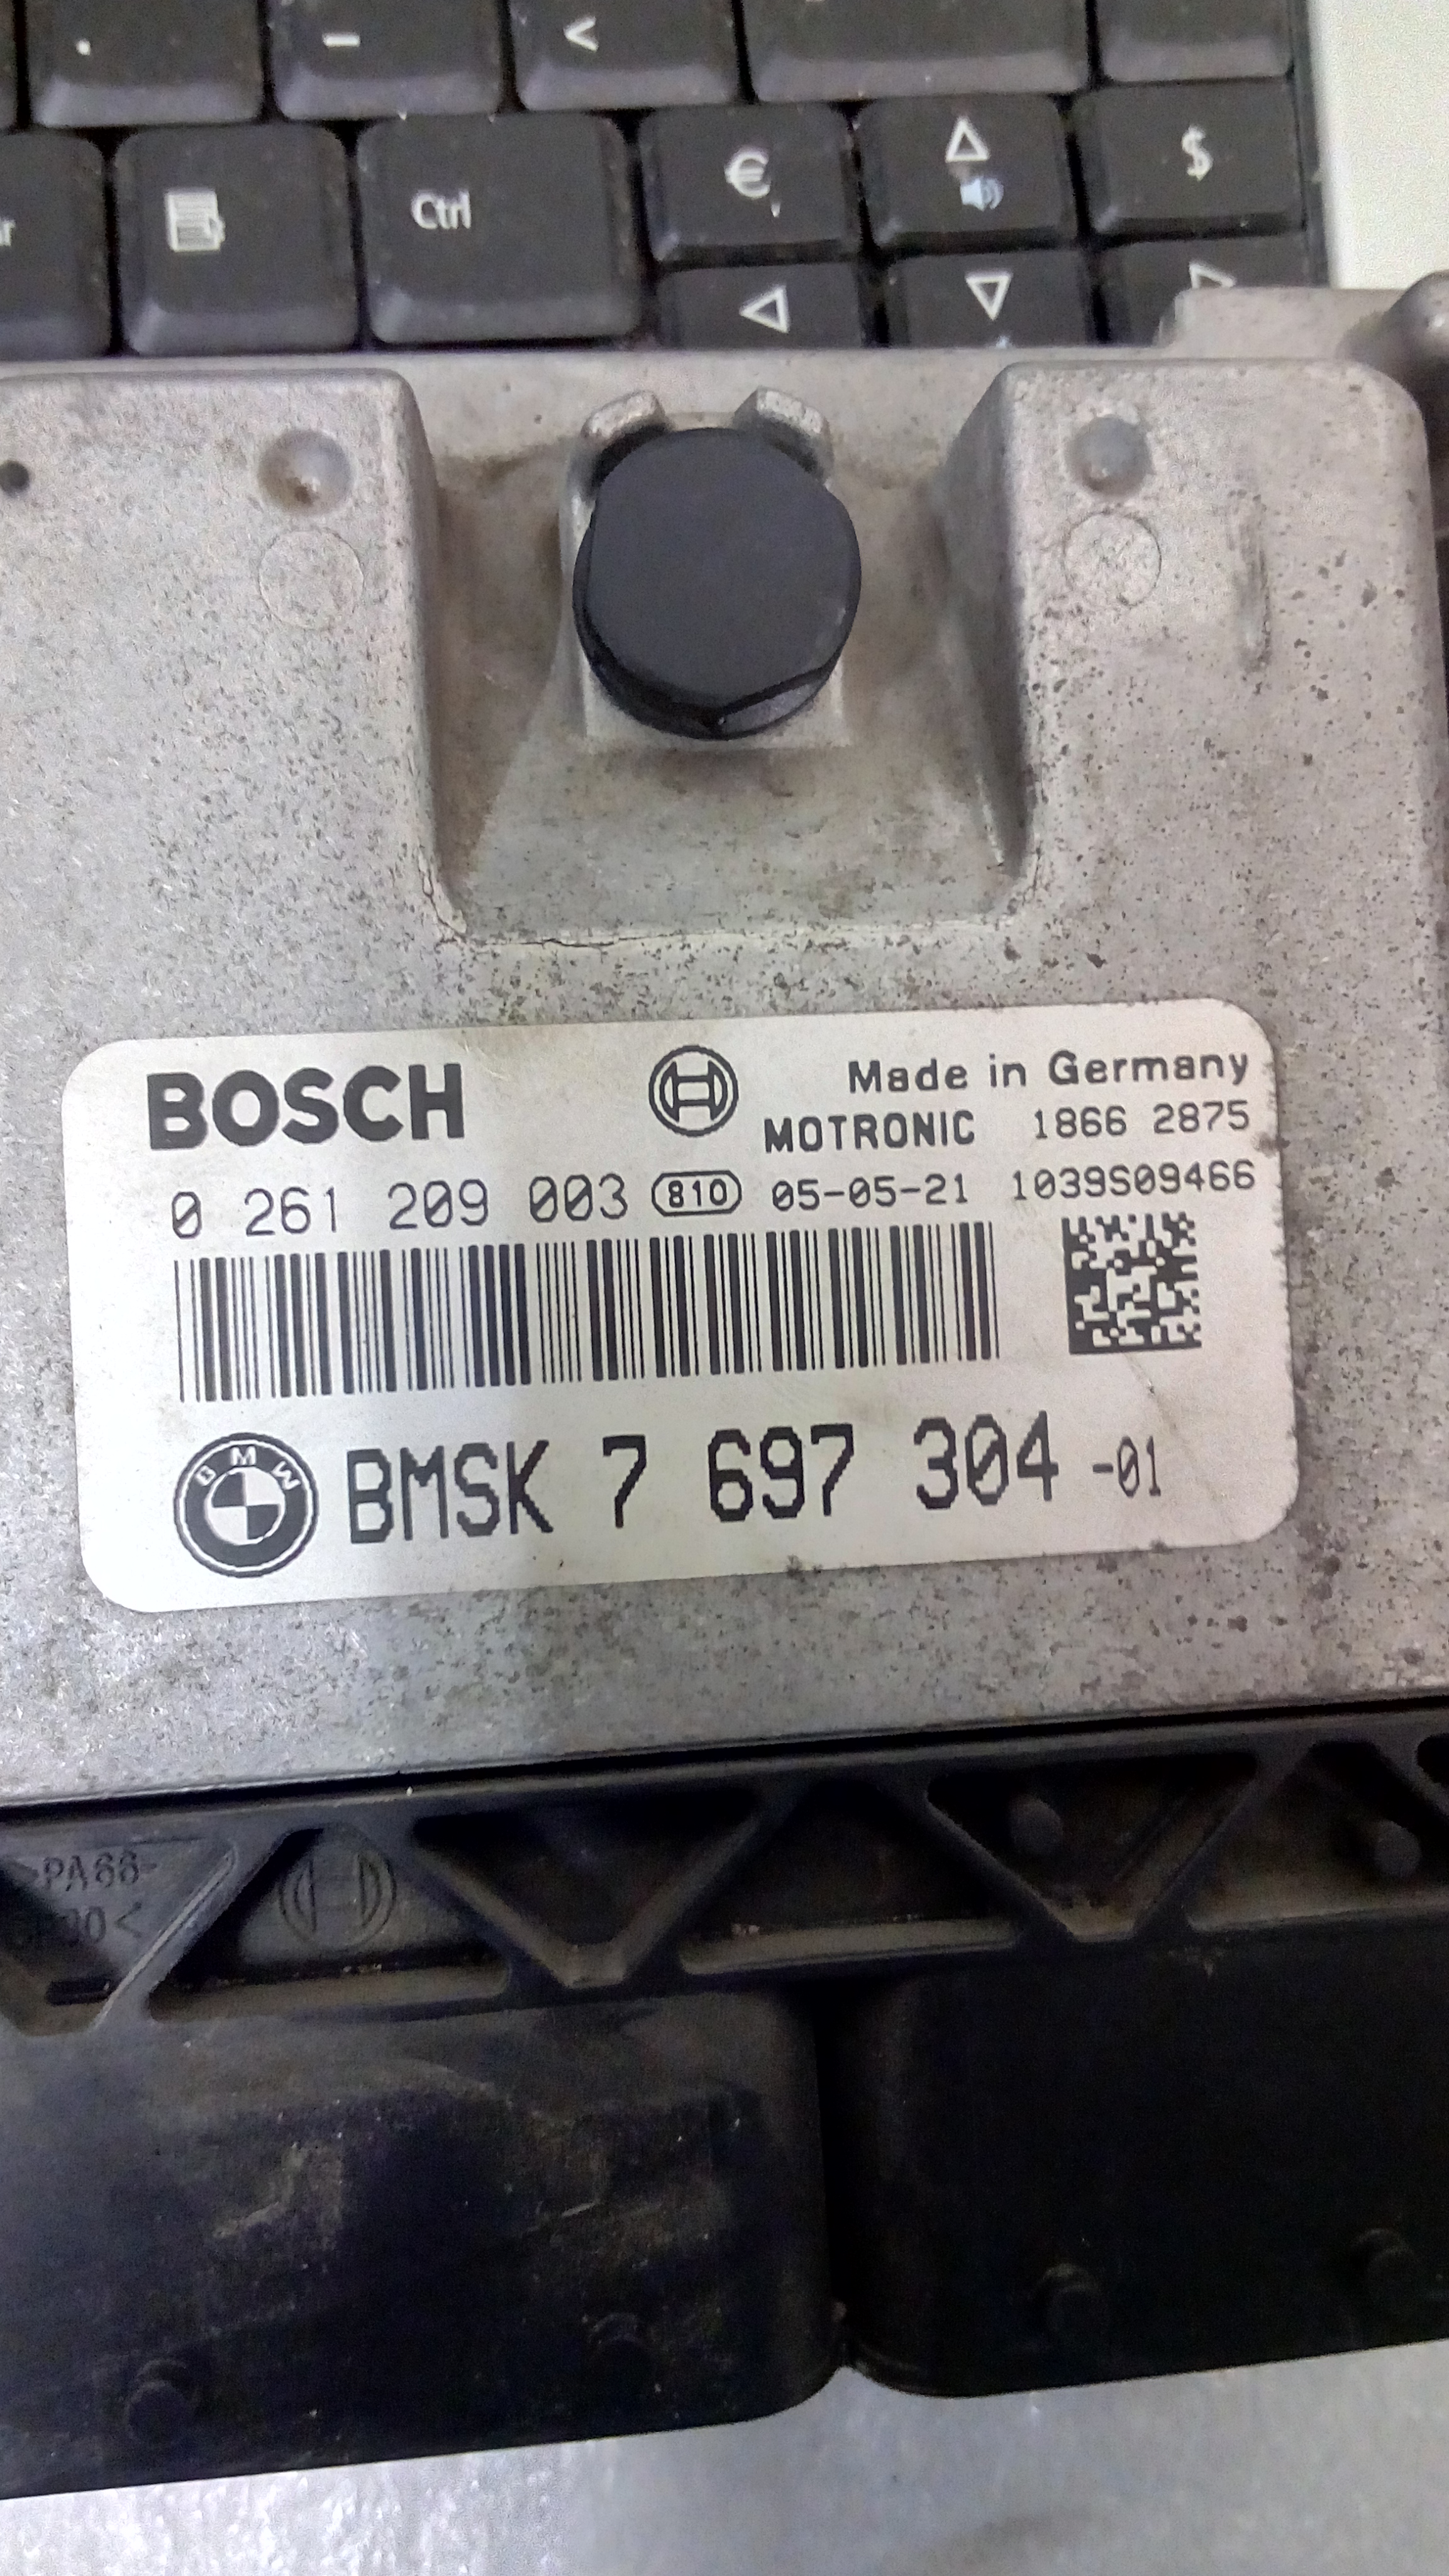 Ctrl
€
$
BOSCH
Made in Germany
MOTRONIC 1866 2875
0 261 209 003 810 05-05-21 1039S09466
BMW
BMSK 7 697 304 -01
>PA66-